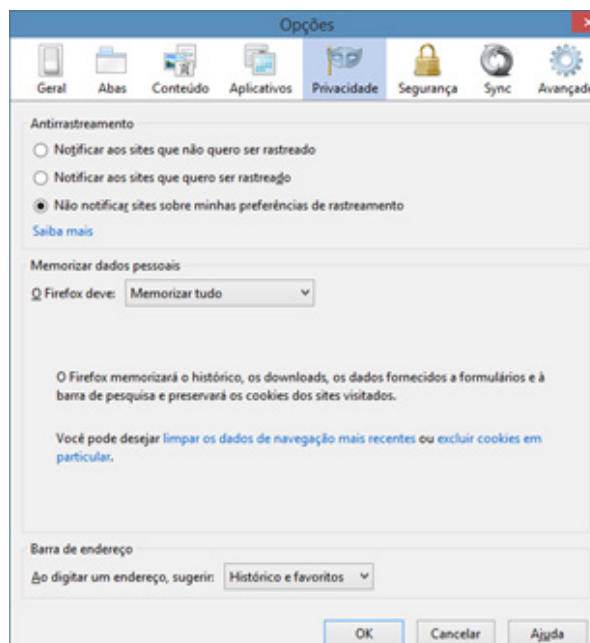 Opções
Geral Abas Conteúdo Aplicativos Privacidade Segurança Sync Avançado
Antirrastreamento
Notificar aos sites que não quero ser rastreado
Notificar aos sites que quero ser rastreado
Não notificar sites sobre minhas preferências de rastreamento
Saiba mais
Memorizar dados pessoais
O Firefox deve: Memorizar tudo
O Firefox memorizará o histórico, os downloads, os dados fornecidos a formulários e à
barra de pesquisa e preservará os cookies dos sites visitados.
Você pode desejar limpar os dados de navegação mais recentes ou excluir cookies em
particular.
Barra de endereço
Ao digitar um endereço, sugerir: Histórico e favoritos
OK Cancelar Ajuda